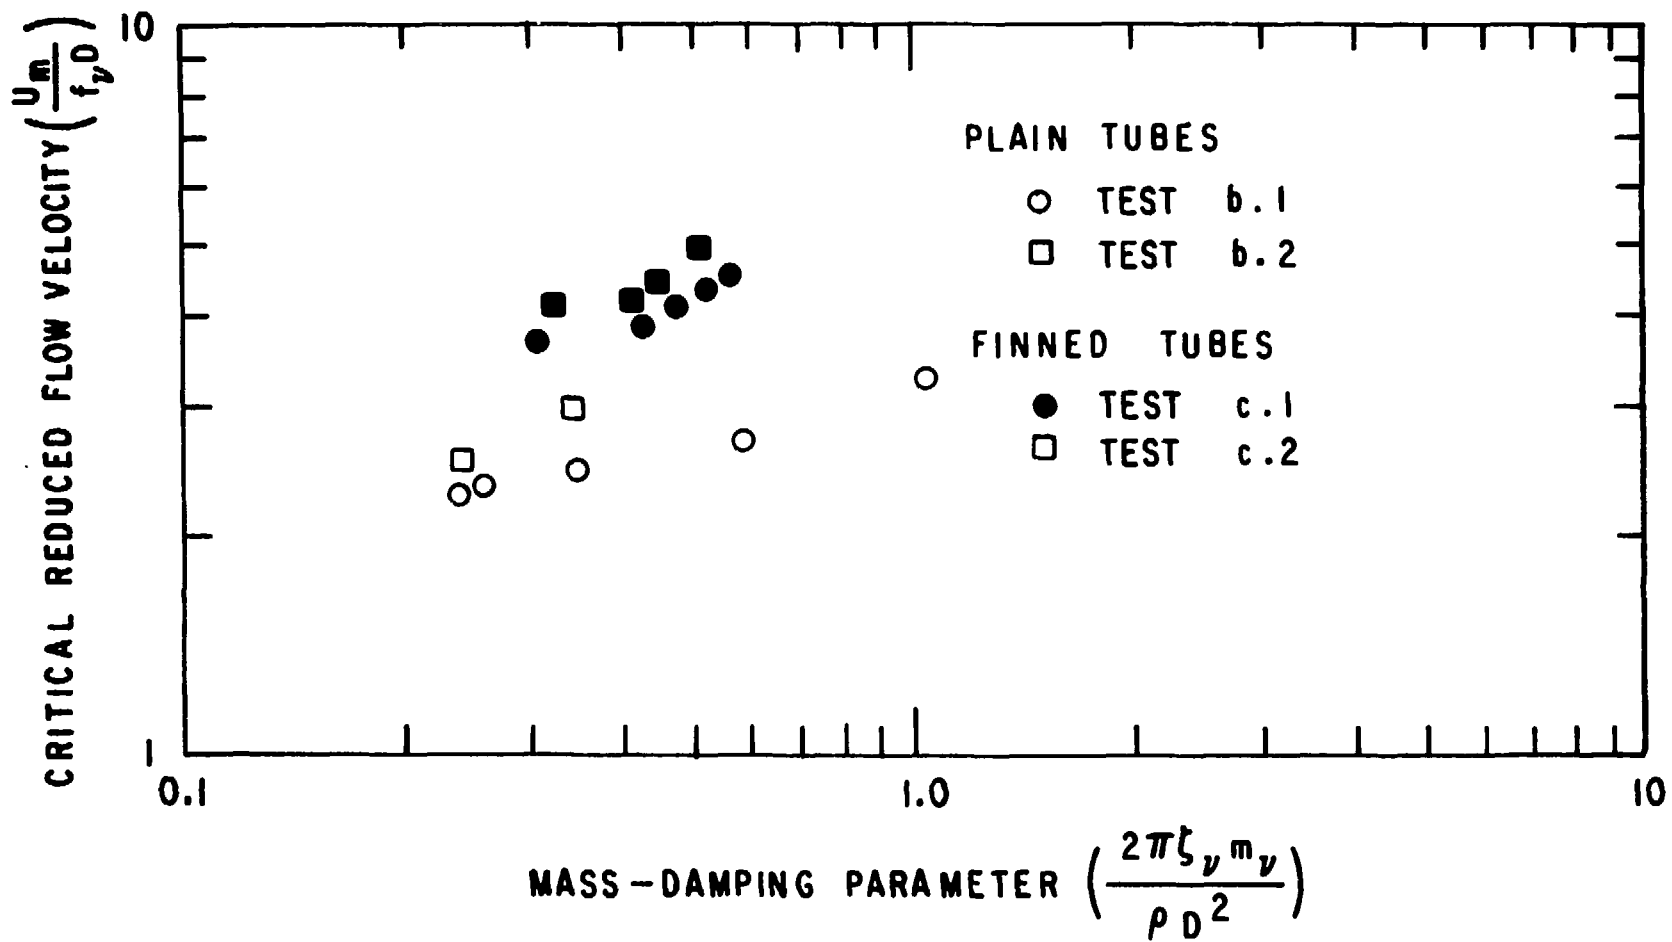 CRITICAL REDUCED FLOW VELOCITY (Um/fνD)
10
1
PLAIN TUBES
TEST b.1
TEST b.2
FINNED TUBES
TEST c.1
TEST c.2
0.1 1.0 10
MASS-DAMPING PARAMETER (2πζνmν/ρD²)